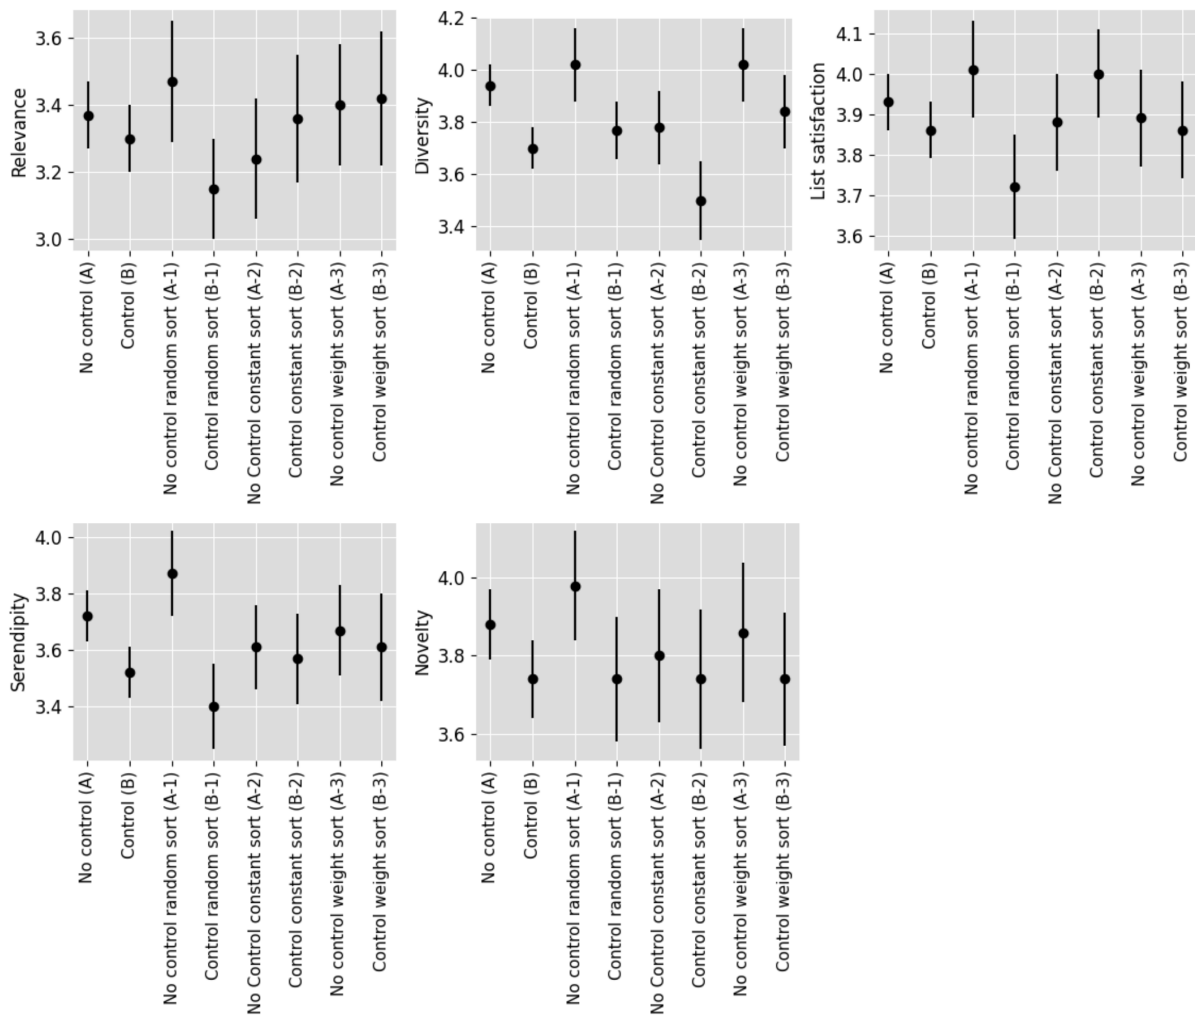 Relevance
3.6
3.4
3.2
3.0
No control (A)
Control (B)
No control random sort (A-1)
Control random sort (B-1)
No Control constant sort (A-2)
Control constant sort (B-2)
No control weight sort (A-3)
Control weight sort (B-3)
Diversity
4.2
4.0
3.8
3.6
3.4
No control (A)
Control (B)
No control random sort (A-1)
Control random sort (B-1)
No Control constant sort (A-2)
Control constant sort (B-2)
No control weight sort (A-3)
Control weight sort (B-3)
List satisfaction
4.1
4.0
3.9
3.8
3.7
3.6
No control (A)
Control (B)
No control random sort (A-1)
Control random sort (B-1)
No Control constant sort (A-2)
Control constant sort (B-2)
No control weight sort (A-3)
Control weight sort (B-3)
Serendipity
4.0
3.8
3.6
3.4
No control (A)
Control (B)
No control random sort (A-1)
Control random sort (B-1)
No Control constant sort (A-2)
Control constant sort (B-2)
No control weight sort (A-3)
Control weight sort (B-3)
Novelty
4.0
3.8
3.6
No control (A)
Control (B)
No control random sort (A-1)
Control random sort (B-1)
No Control constant sort (A-2)
Control constant sort (B-2)
No control weight sort (A-3)
Control weight sort (B-3)